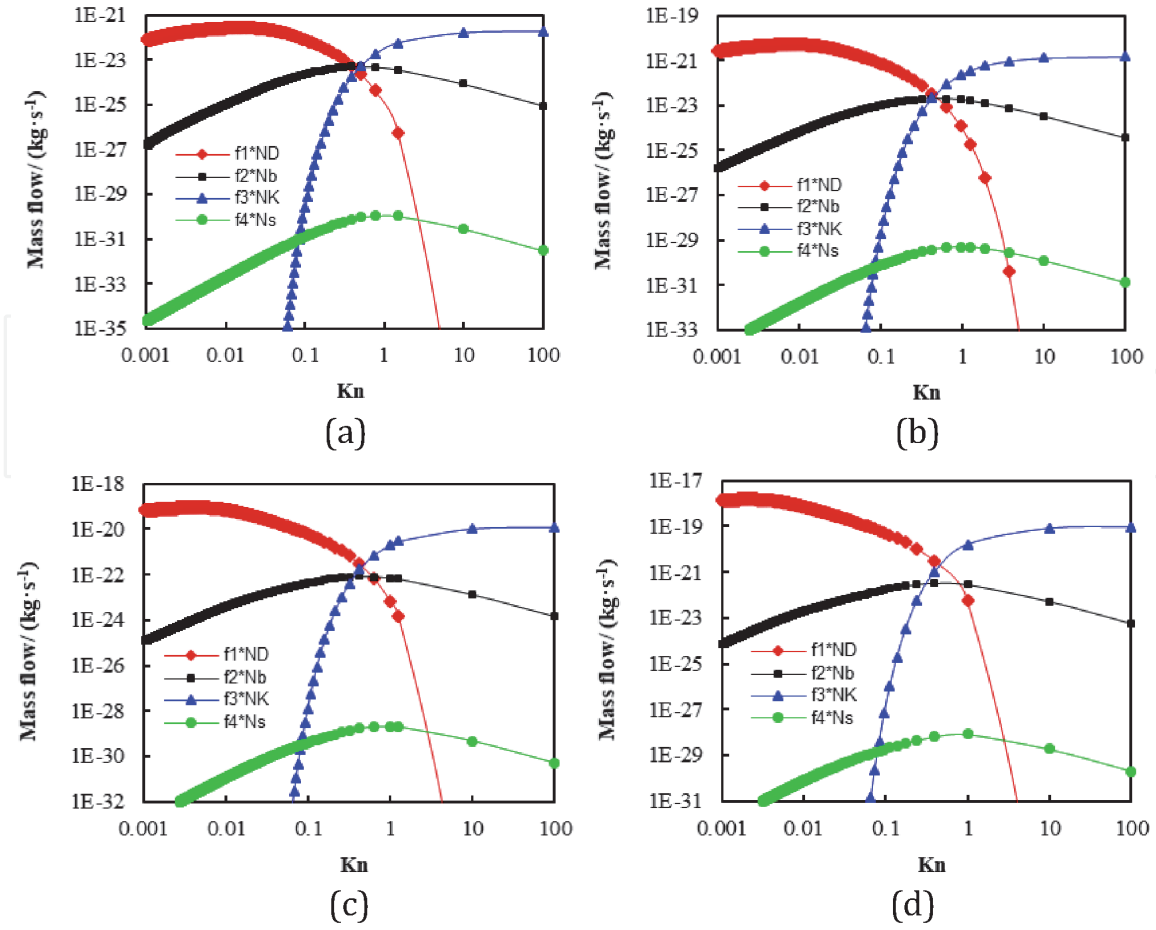 1E-21
1E-23
1E-25
1E-27
1E-29
1E-31
1E-33
1E-35
Mass flow/ (kg·s⁻¹)
f1*ND
f2*Nb
f3*NK
f4*Ns
0.001 0.01 0.1 1 10 100
Kn
(a)
1E-19
1E-21
1E-23
1E-25
1E-27
1E-29
1E-31
1E-33
Mass flow/ (kg·s⁻¹)
f1*ND
f2*Nb
f3*NK
f4*Ns
0.001 0.01 0.1 1 10 100
Kn
(b)
1E-18
1E-20
1E-22
1E-24
1E-26
1E-28
1E-30
1E-32
Mass flow/ (kg·s⁻¹)
f1*ND
f2*Nb
f3*NK
f4*Ns
0.001 0.01 0.1 1 10 100
Kn
(c)
1E-17
1E-19
1E-21
1E-23
1E-25
1E-27
1E-29
1E-31
Mass flow/ (kg·s⁻¹)
f1*ND
f2*Nb
f3*NK
f4*Ns
0.001 0.01 0.1 1 10 100
Kn
(d)